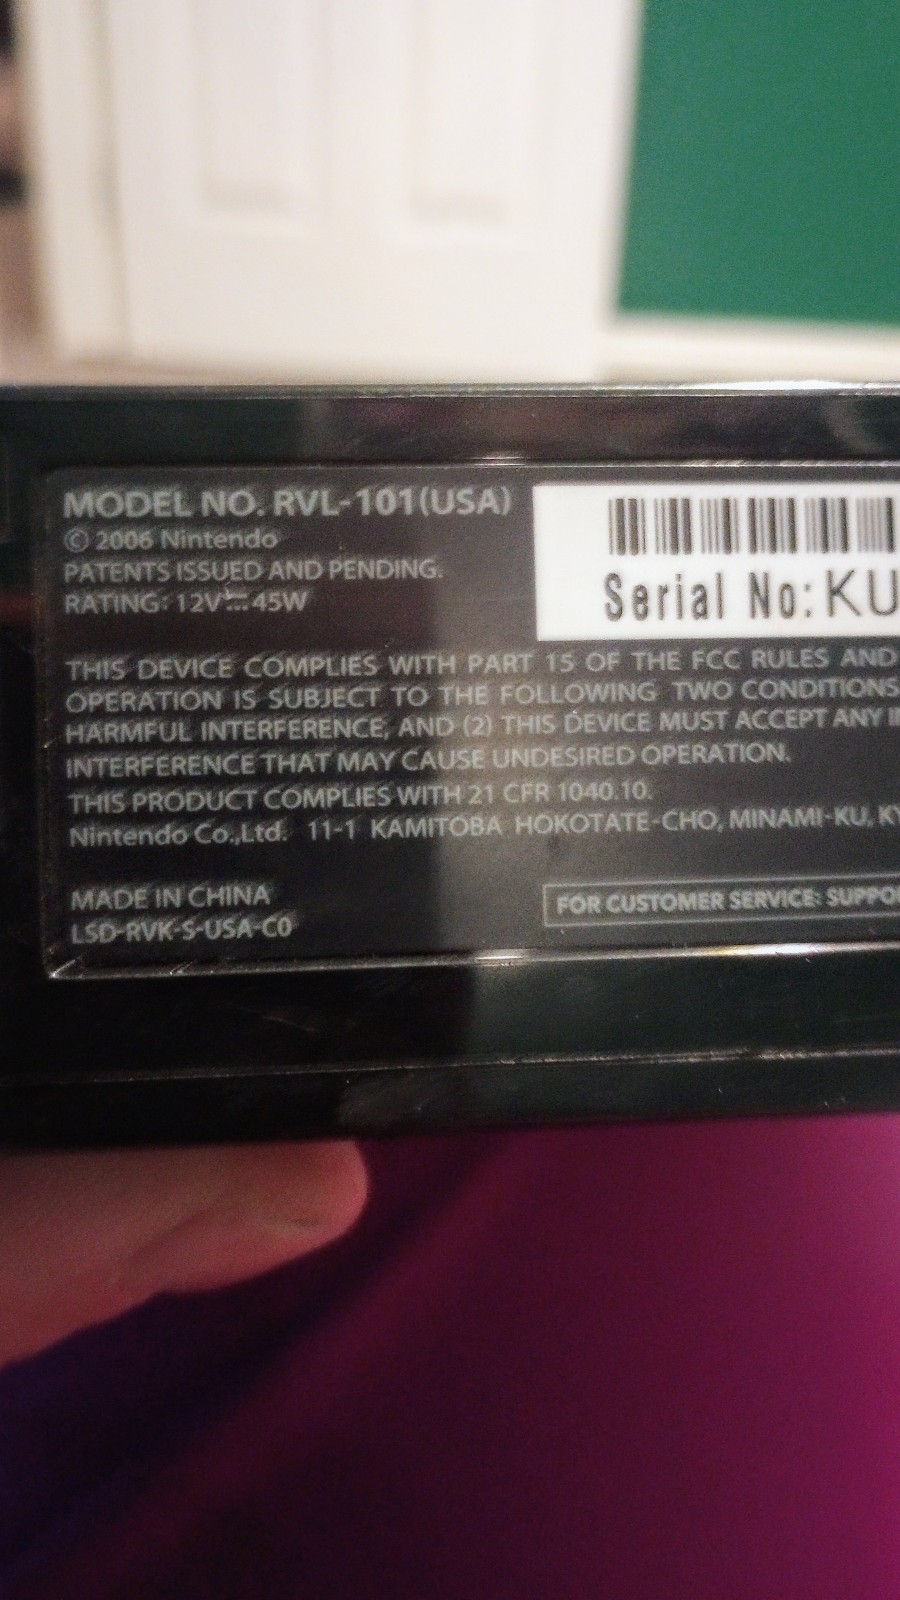 MODEL NO. RVL-101(USA)
© 2006 Nintendo
PATENTS ISSUED AND PENDING.
RATING: 12V⎓45W
Serial No: KU
THIS DEVICE COMPLIES WITH PART 15 OF THE FCC RULES AND
OPERATION IS SUBJECT TO THE FOLLOWING TWO CONDITIONS
HARMFUL INTERFERENCE, AND (2) THIS DEVICE MUST ACCEPT ANY
INTERFERENCE THAT MAY CAUSE UNDESIRED OPERATION.
THIS PRODUCT COMPLIES WITH 21 CFR 1040.10.
Nintendo Co.,Ltd. 11-1 KAMITOBA HOKOTATE-CHO, MINAMI-KU, KY
MADE IN CHINA
LSD-RVK-S-USA-C0
FOR CUSTOMER SERVICE: SUPPO